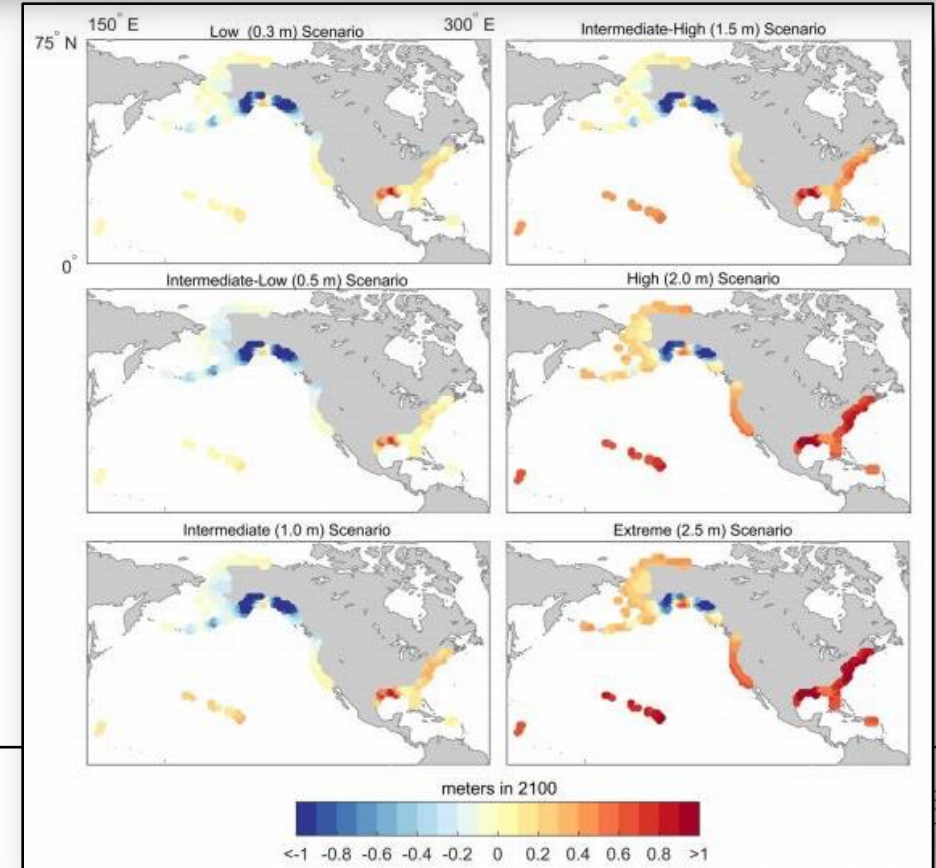 150° E
300° E
75° N
Low (0.3 m) Scenario
Intermediate-High (1.5 m) Scenario
0°
Intermediate-Low (0.5 m) Scenario
High (2.0 m) Scenario
Intermediate (1.0 m) Scenario
Extreme (2.5 m) Scenario
meters in 2100
<-1 -0.8 -0.6 -0.4 -0.2 0 0.2 0.4 0.6 0.8 >1